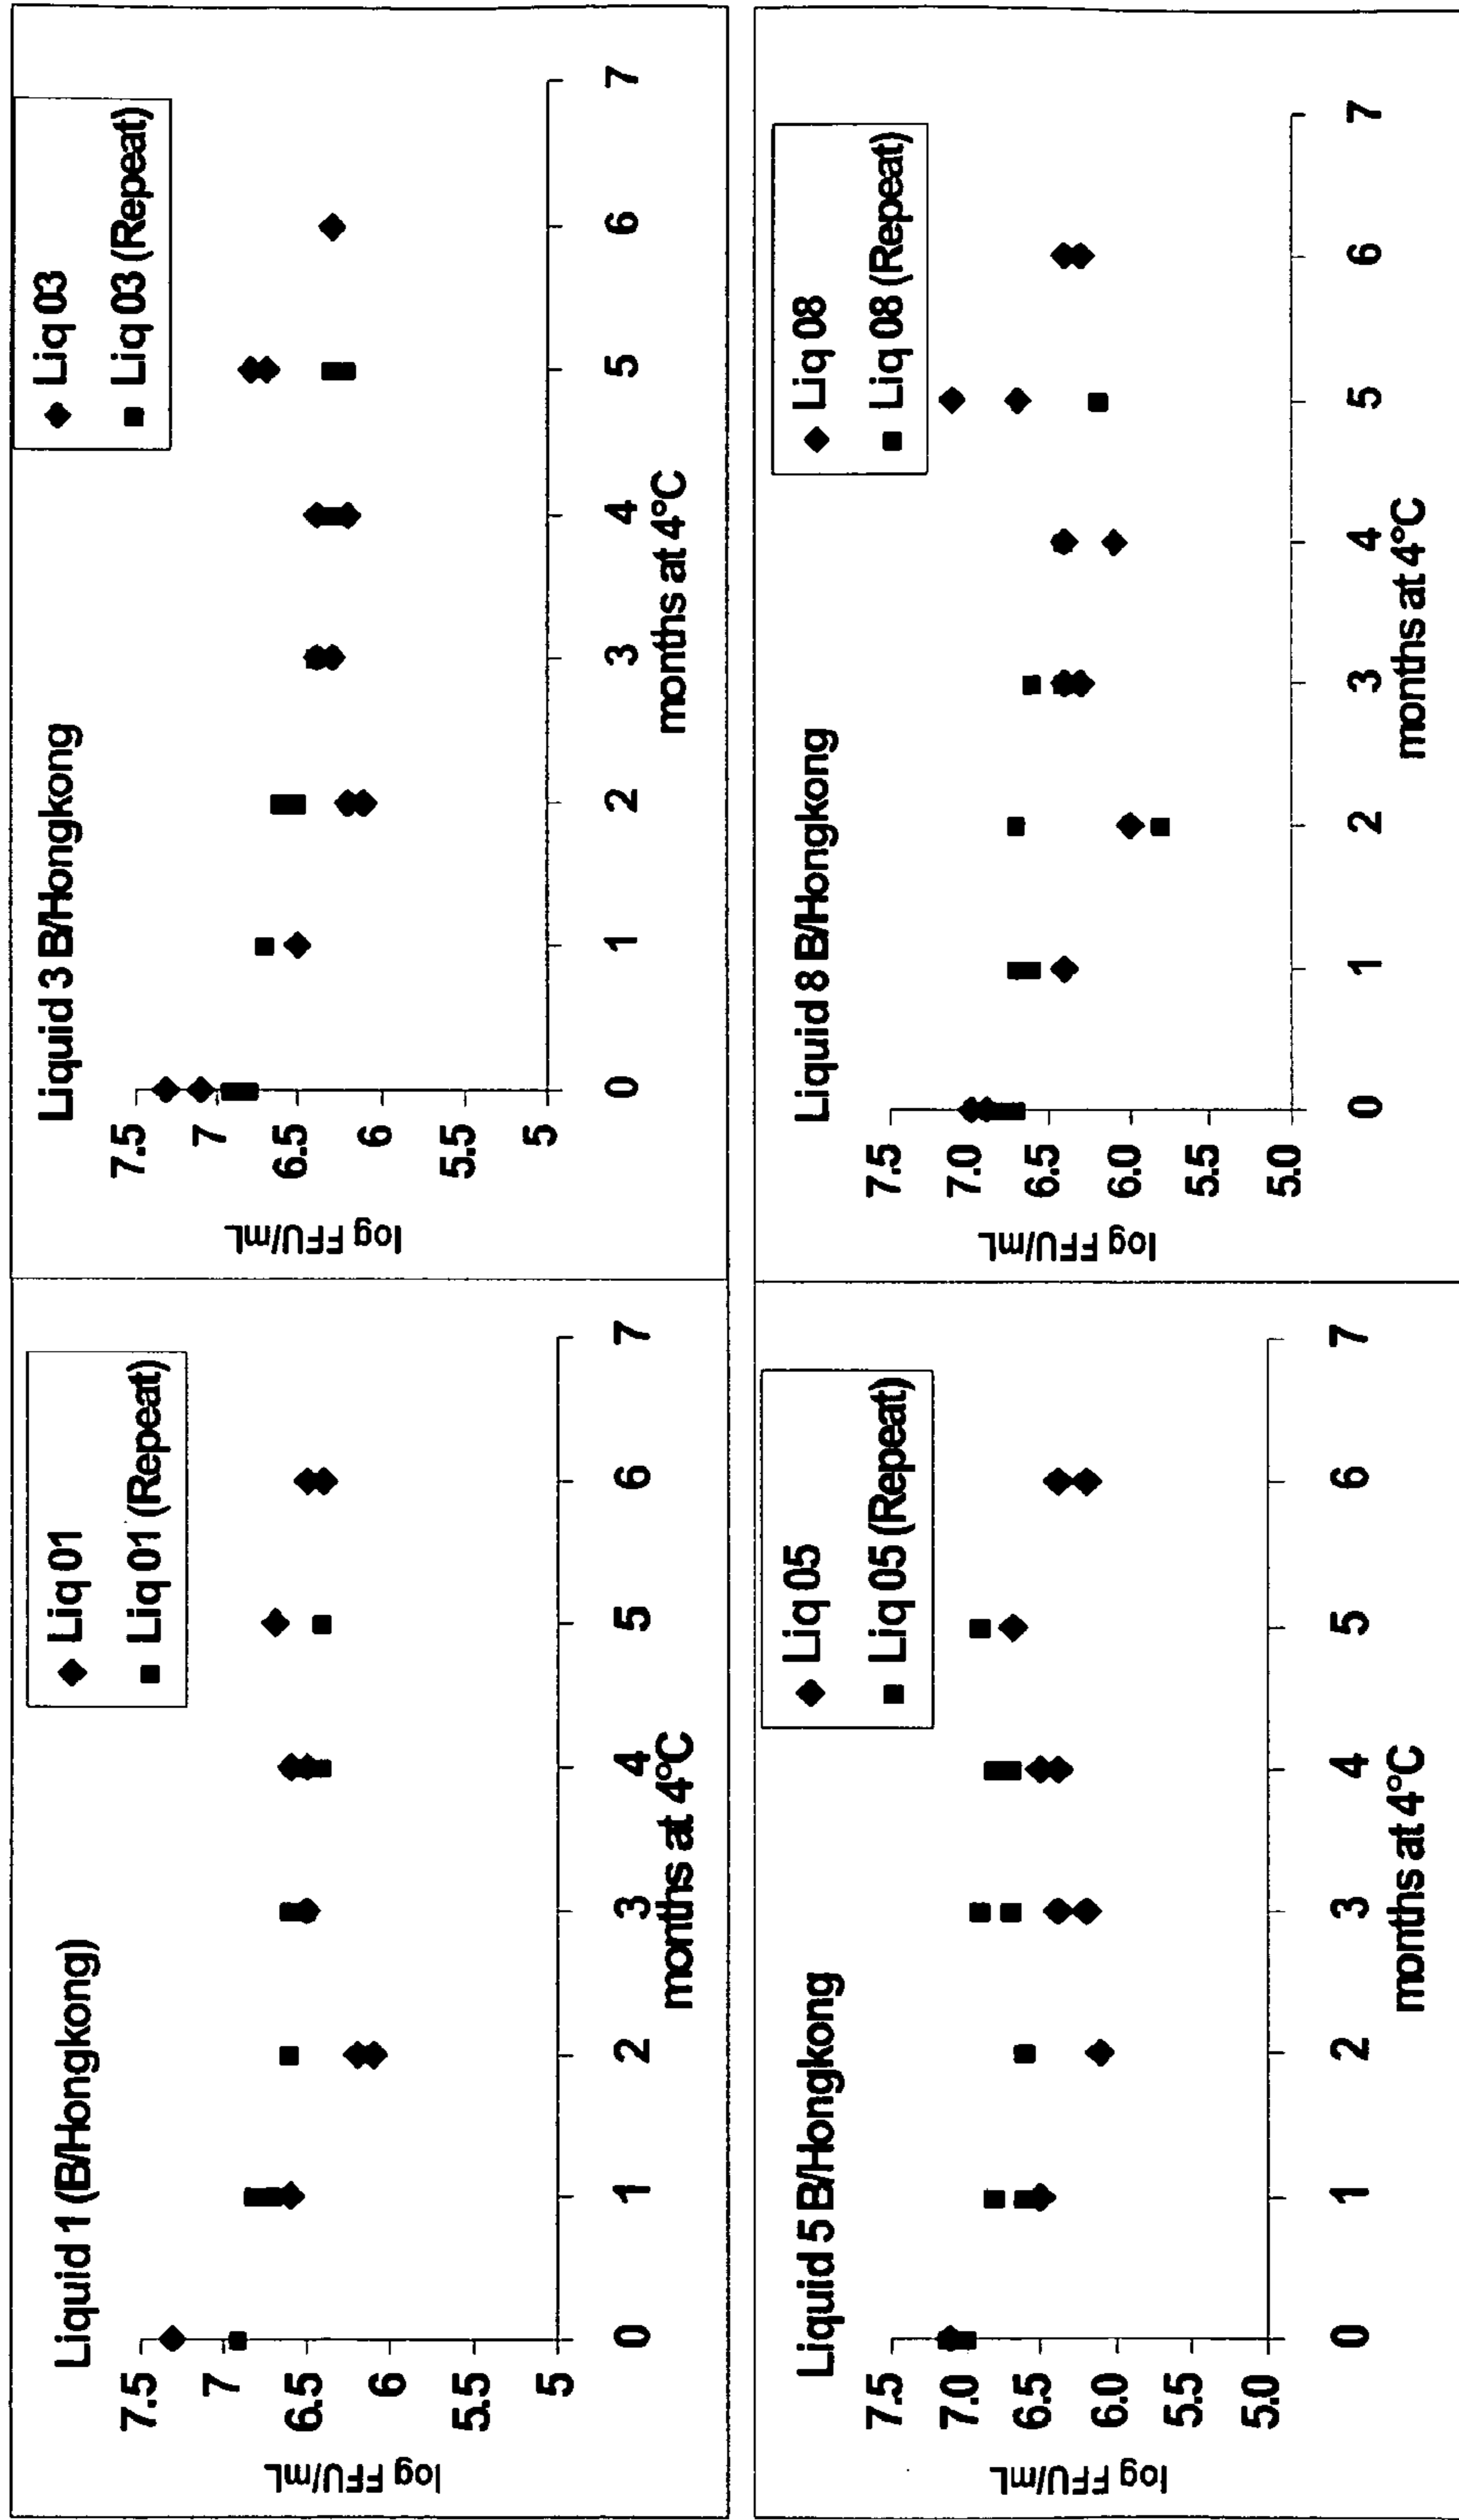 Liquid 1 (B/Hongkong)
Liq 01
Liq 01 (Repeat)
log FFU/mL
7.5
7
6.5
6
5.5
5
0 1 2 3 4 5 6 7
months at 4°C
Liquid 3 B/Hongkong
Liq 03
Liq 03 (Repeat)
log FFU/mL
7.5
7
6.5
6
5.5
5
0 1 2 3 4 5 6 7
months at 4°C
Liquid 5 B/Hongkong
Liq 05
Liq 05 (Repeat)
log FFU/mL
7.5
7.0
6.5
6.0
5.5
5.0
0 1 2 3 4 5 6 7
months at 4°C
Liquid 8 B/Hongkong
Liq 08
Liq 08 (Repeat)
log FFU/mL
7.5
7.0
6.5
6.0
5.5
5.0
0 1 2 3 4 5 6 7
months at 4°C